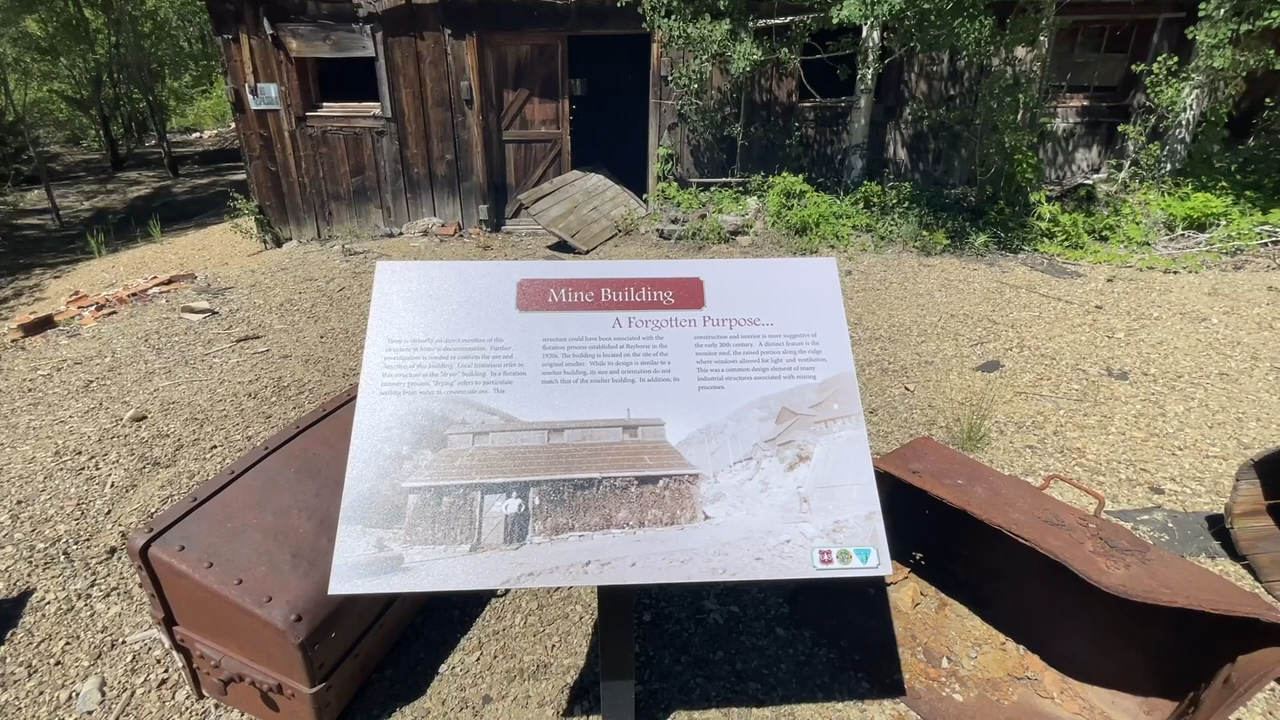 Mine Building
A Forgotten Purpose...
There is virtually no direct mention of this
structure in historic documentation. Further
investigation is needed to confirm the use and
function of this building. Local historians refer to
this structure as the "dryer" building. In a flotation
process, "drying" refers to particulate
settling from water to concentrate ore. This
structure could have been associated with the
flotation process established at Bayhorse in the
1920s. The building is located on the site of the
original smelter. While its design is similar to a
smelter building, its size and orientation do not
match that of the smelter building. In addition, its
construction and interior is more suggestive of
the early 20th century. A distinct feature is the
monitor roof, the raised portion along the ridge
where windows allowed for light and ventilation.
This was a common design element of many
industrial structures associated with mining
processes.